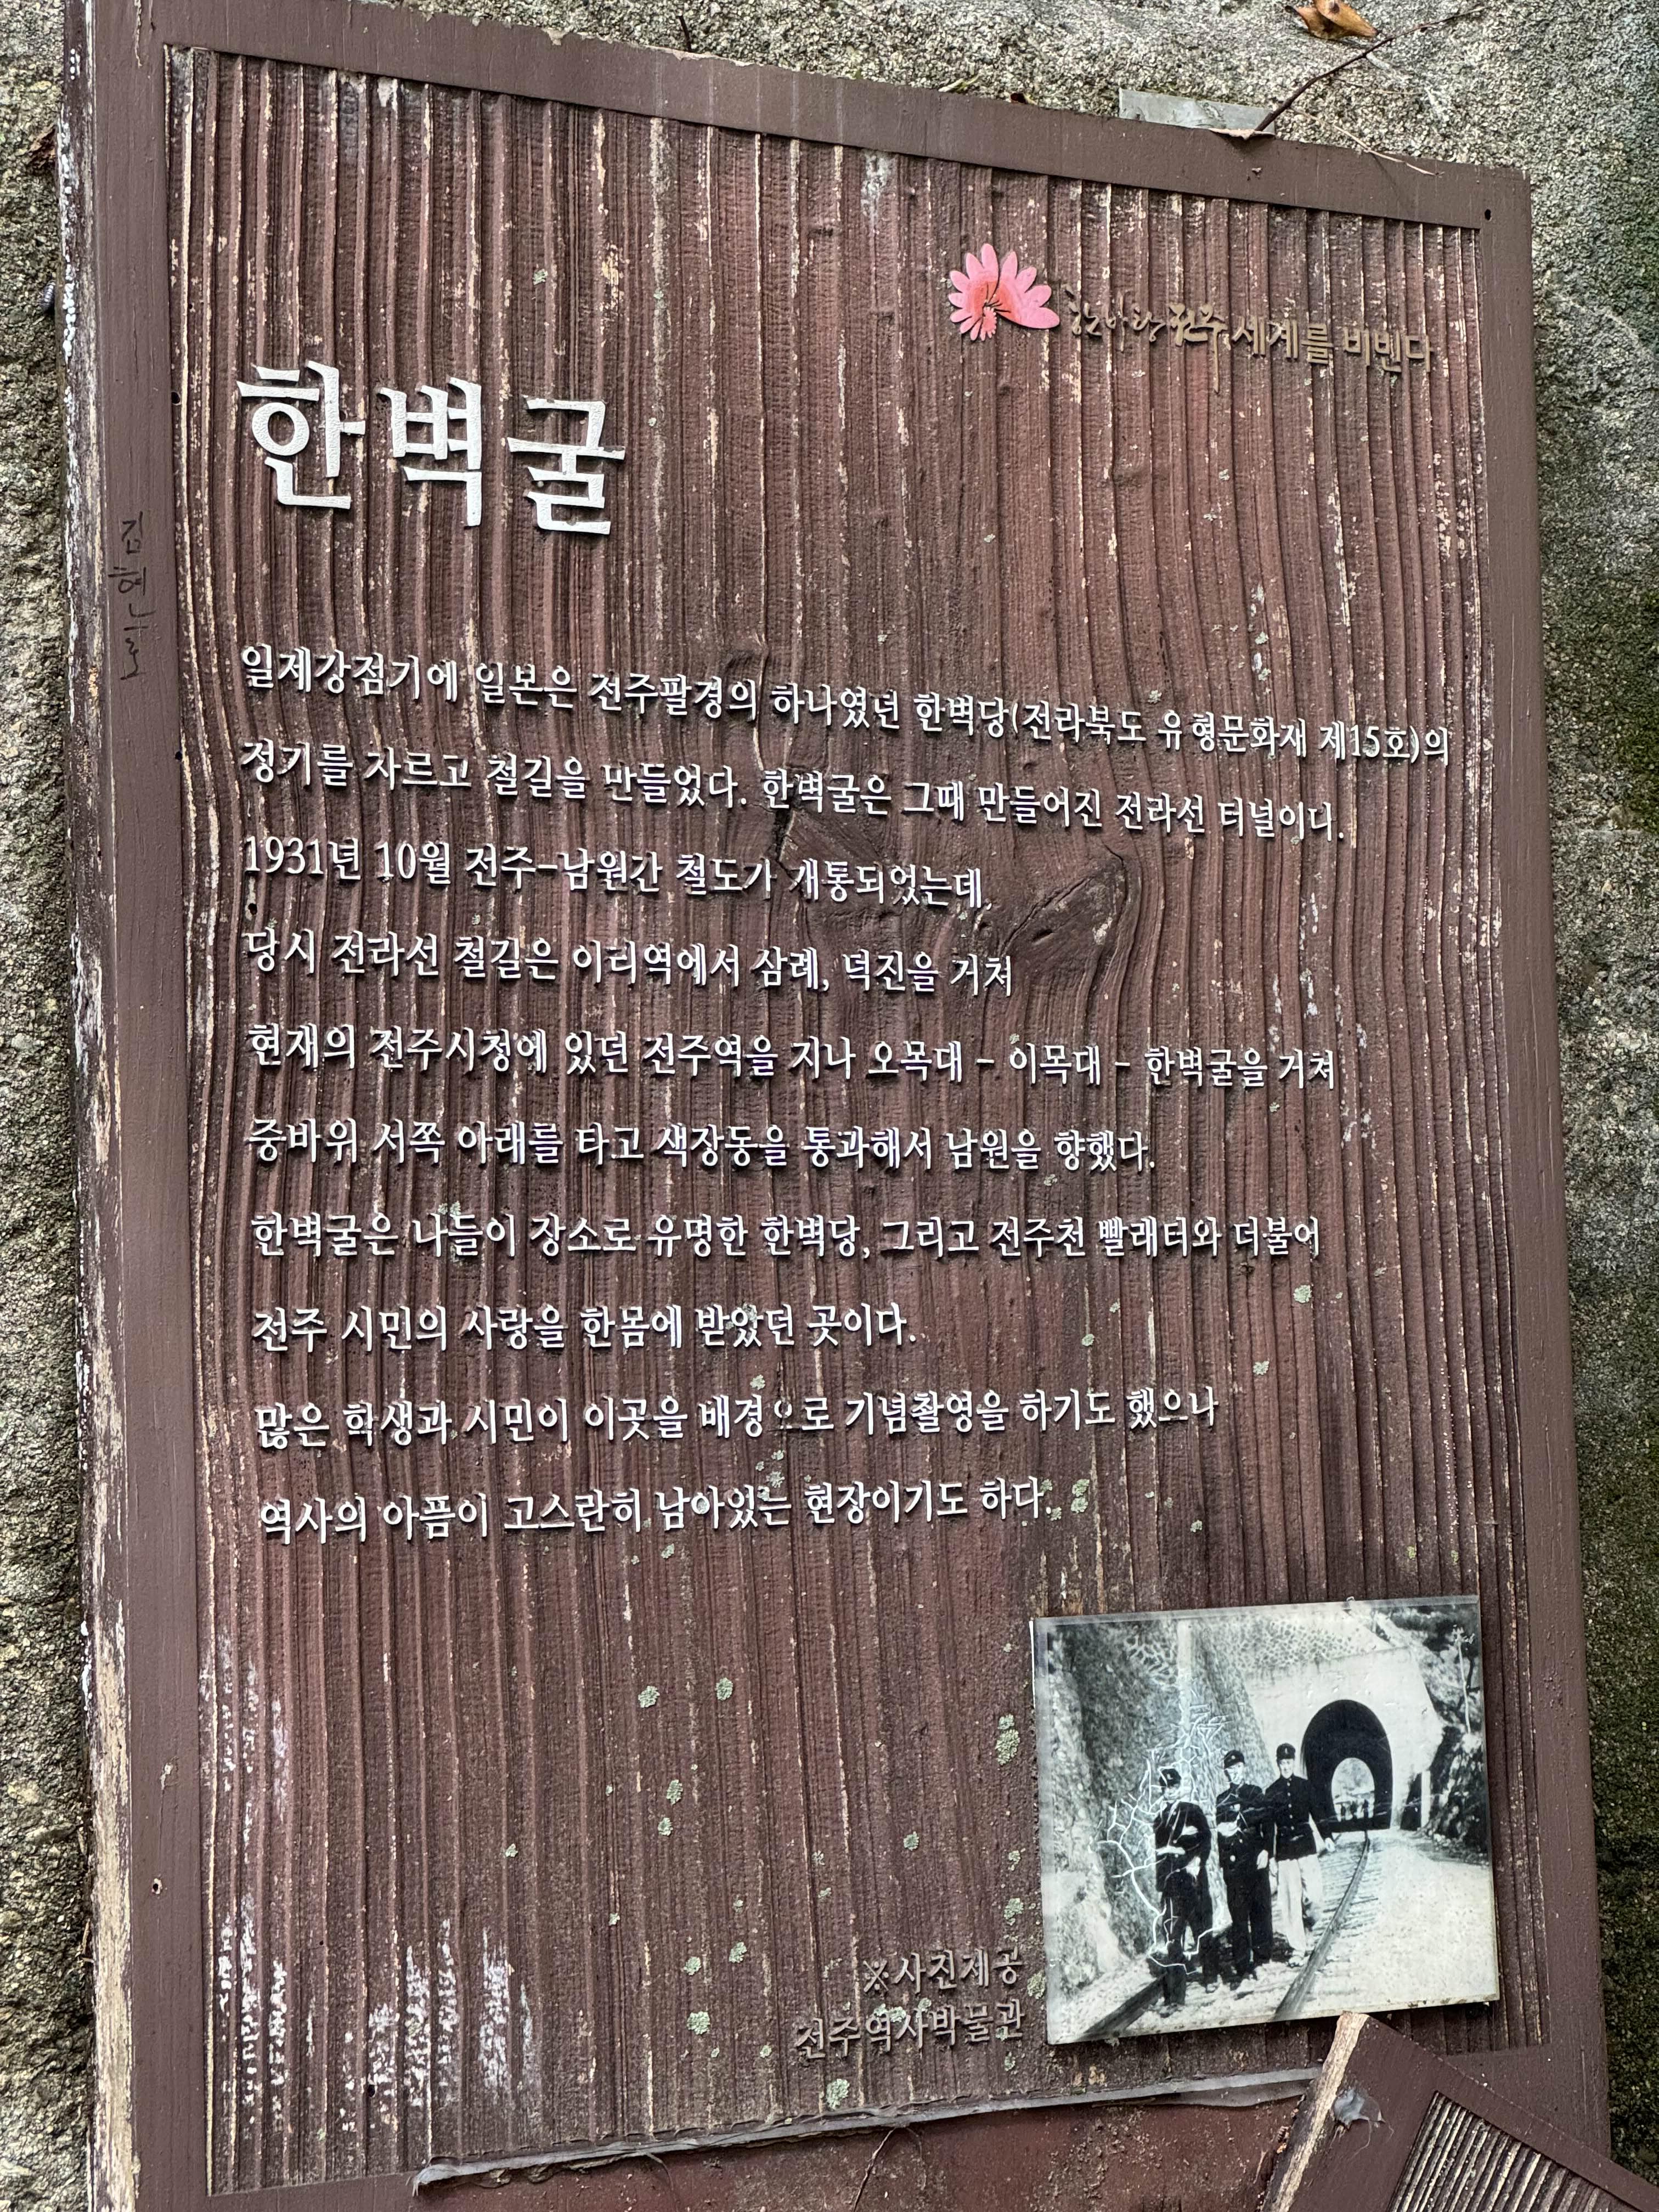 한바탕 전주, 세계를 비빈다
한벽굴
일제강점기에 일본은 전주팔경의 하나였던 한벽당(전라북도 유형문화재 제15호)의
정기를 자르고 철길을 만들었다. 한벽굴은 그때 만들어진 전라선 터널이다.
1931년 10월 전주-남원간 철도가 개통되었는데,
당시 전라선 철길은 이리역에서 삼례, 덕진을 거쳐
현재의 전주시청에 있던 전주역을 지나 오목대 - 이목대 - 한벽굴을 거쳐
중바위 서쪽 아래를 타고 색장동을 통과해서 남원을 향했다.
한벽굴은 나들이 장소로 유명한 한벽당, 그리고 전주천 빨래터와 더불어
전주 시민의 사랑을 한몸에 받았던 곳이다.
많은 학생과 시민이 이곳을 배경으로 기념촬영을 하기도 했으나
역사의 아픔이 고스란히 남아있는 현장이기도 하다.
※사진제공
전주역사박물관